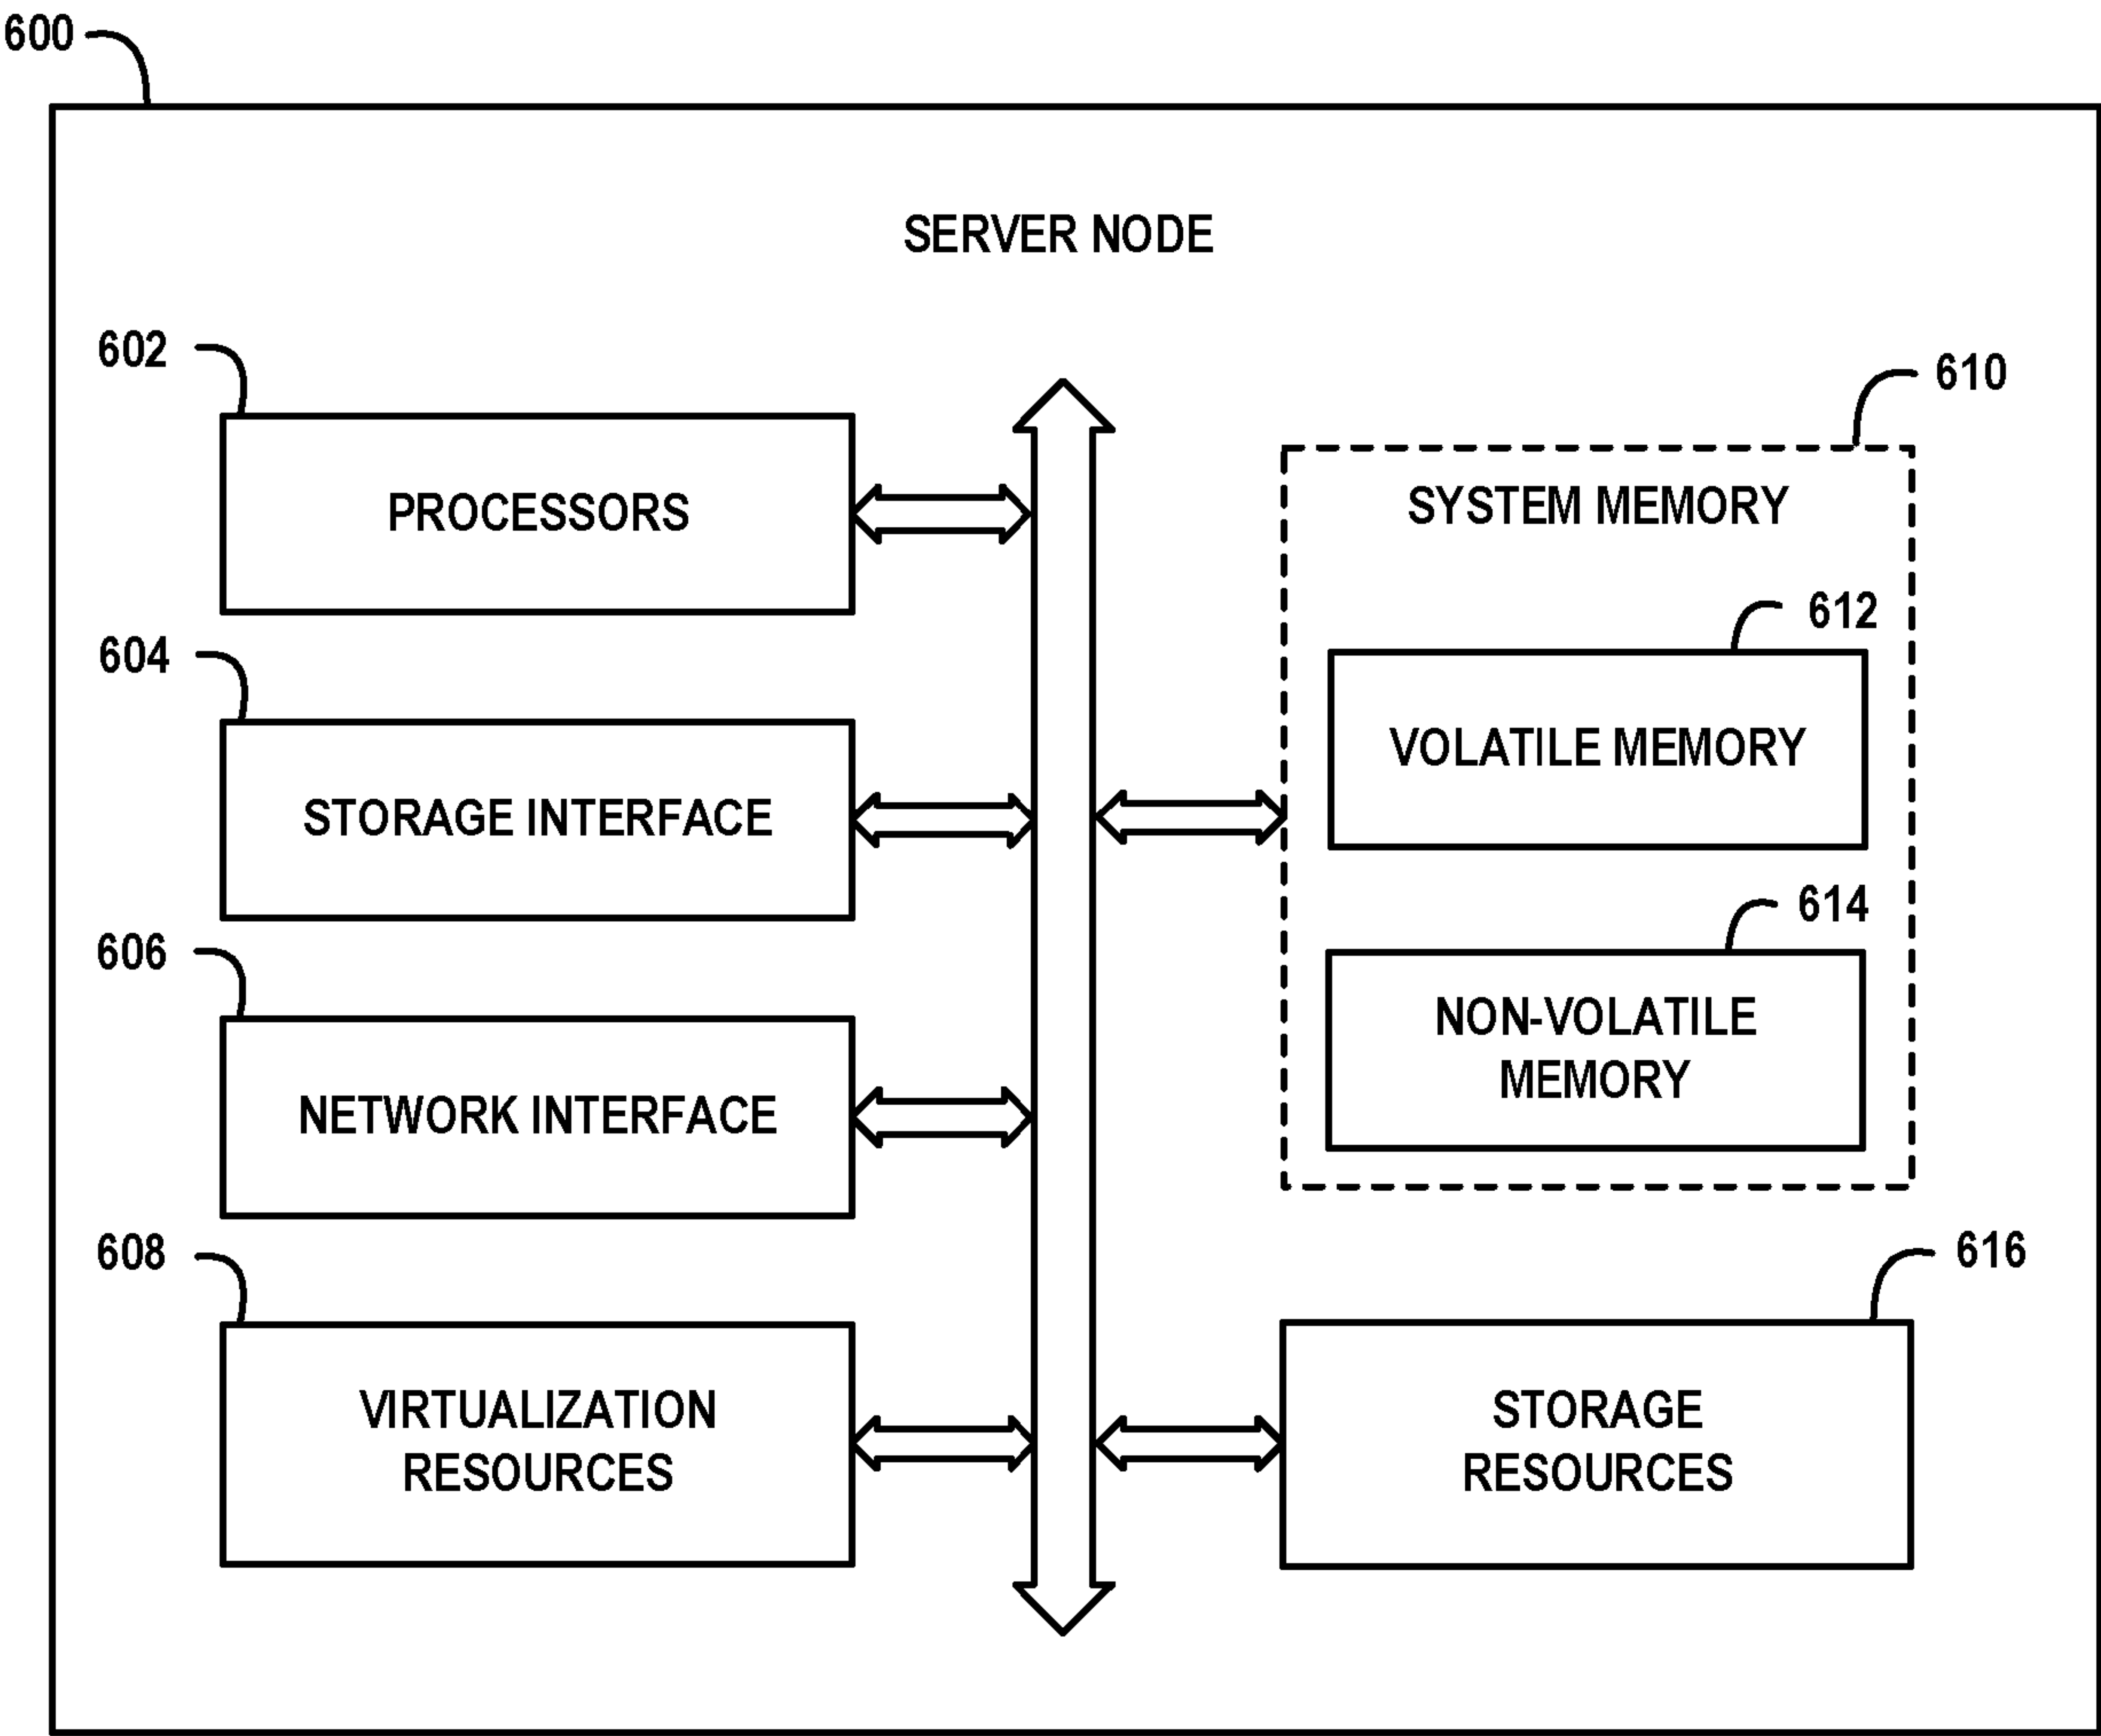 600
SERVER NODE
602
PROCESSORS
604
STORAGE INTERFACE
606
NETWORK INTERFACE
608
VIRTUALIZATION
RESOURCES
610
SYSTEM MEMORY
612
VOLATILE MEMORY
614
NON-VOLATILE
MEMORY
616
STORAGE
RESOURCES